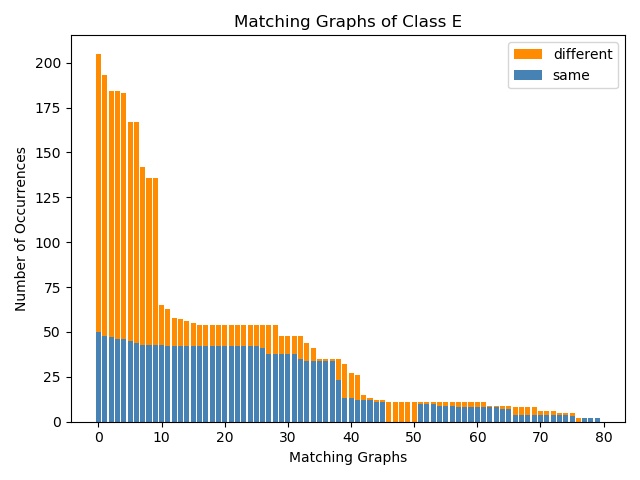 Matching Graphs of Class E
different
same
Number of Occurrences
200
175
150
125
100
75
50
25
0
0 10 20 30 40 50 60 70 80
Matching Graphs